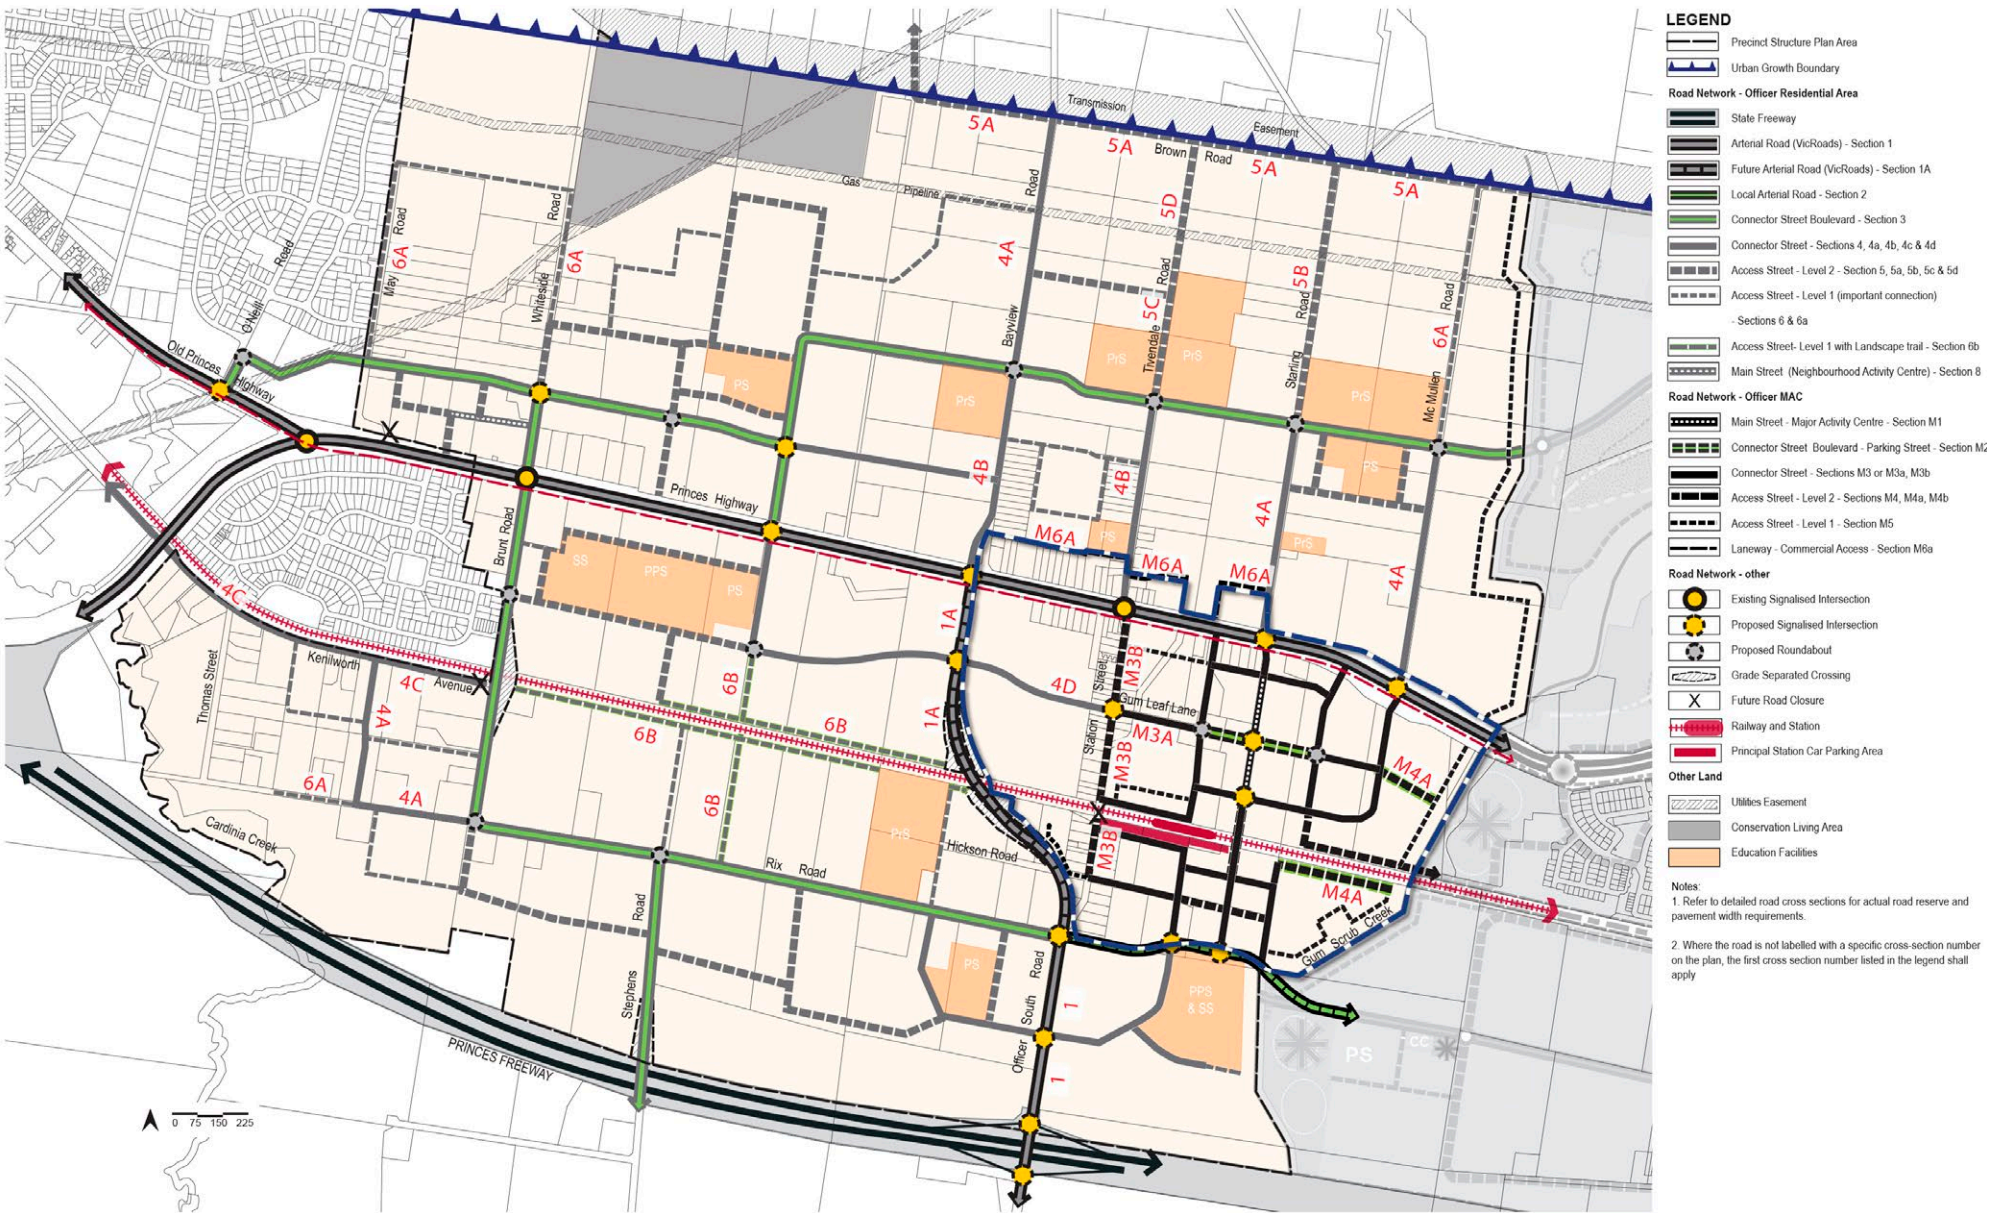 LEGEND
Precinct Structure Plan Area
Urban Growth Boundary
Road Network - Officer Residential Area
State Freeway
Arterial Road (VicRoads) - Section 1
Future Arterial Road (VicRoads) - Section 1A
Local Arterial Road - Section 2
Connector Street Boulevard - Section 3
Connector Street - Sections 4, 4a, 4b, 4c & 4d
Access Street - Level 2 - Section 5, 5a, 5b, 5c & 5d
Access Street - Level 1 (important connection)
- Sections 6 & 6a
Access Street- Level 1 with Landscape trail - Section 6b
Main Street (Neighbourhood Activity Centre) - Section 8
Road Network - Officer MAC
Main Street - Major Activity Centre - Section M1
Connector Street Boulevard - Parking Street - Section M2
Connector Street - Sections M3 or M3a, M3b
Access Street - Level 2 - Sections M4, M4a, M4b
Access Street - Level 1 - Section M5
Laneway - Commercial Access - Section M6a
Road Network - other
Existing Signalised Intersection
Proposed Signalised Intersection
Proposed Roundabout
Grade Separated Crossing
X
Future Road Closure
Railway and Station
Principal Station Car Parking Area
Other Land
Utilities Easement
Conservation Living Area
Education Facilities
Notes:
1. Refer to detailed road cross sections for actual road reserve and
pavement width requirements.
2. Where the road is not labelled with a specific cross-section number
on the plan, the first cross section number listed in the legend shall
apply
Transmission
Easement
5A
5A
5A
5A
Brown Road
Gas Pipeline
May Road
6A
Whiteside Road
6A
O'Neill Road
Bayview Road
4A
5D
5C
Tivendale Road
5B
Starling Road
6A
Mc Mullen Road
Old Princes Highway
X
PS
PrS
PrS
PrS
PrS
PS
4B
4B
PS
4A
PrS
4A
Princes Highway
M6A
M6A
M6A
Brunt Road
SS
PPS
PS
1A
1A
4C
Kenilworth Avenue
4C
X
Thomas Street
4A
6A
4A
6B
6B
6B
6B
4D
Station Street
M3B
Gum Leaf Lane
M3A
M3B
M4A
X
M3B
M4A
Gum Scrub Creek
Cardinia Creek
PrS
Hickson Road
Rix Road
Stephens Road
PS
Officer South Road
1
1
PPS
& SS
PS
CC
PRINCES FREEWAY
0 75 150 225